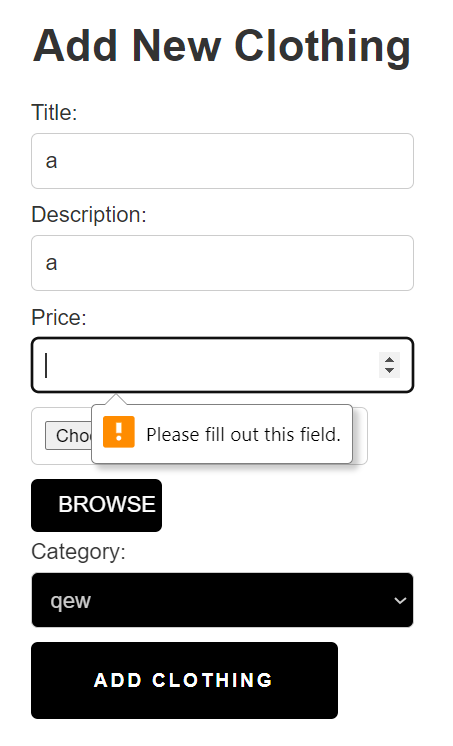 Add New Clothing
Title:
a
Description:
a
Price:
Please fill out this field.
BROWSE
Category:
qew
ADD CLOTHING